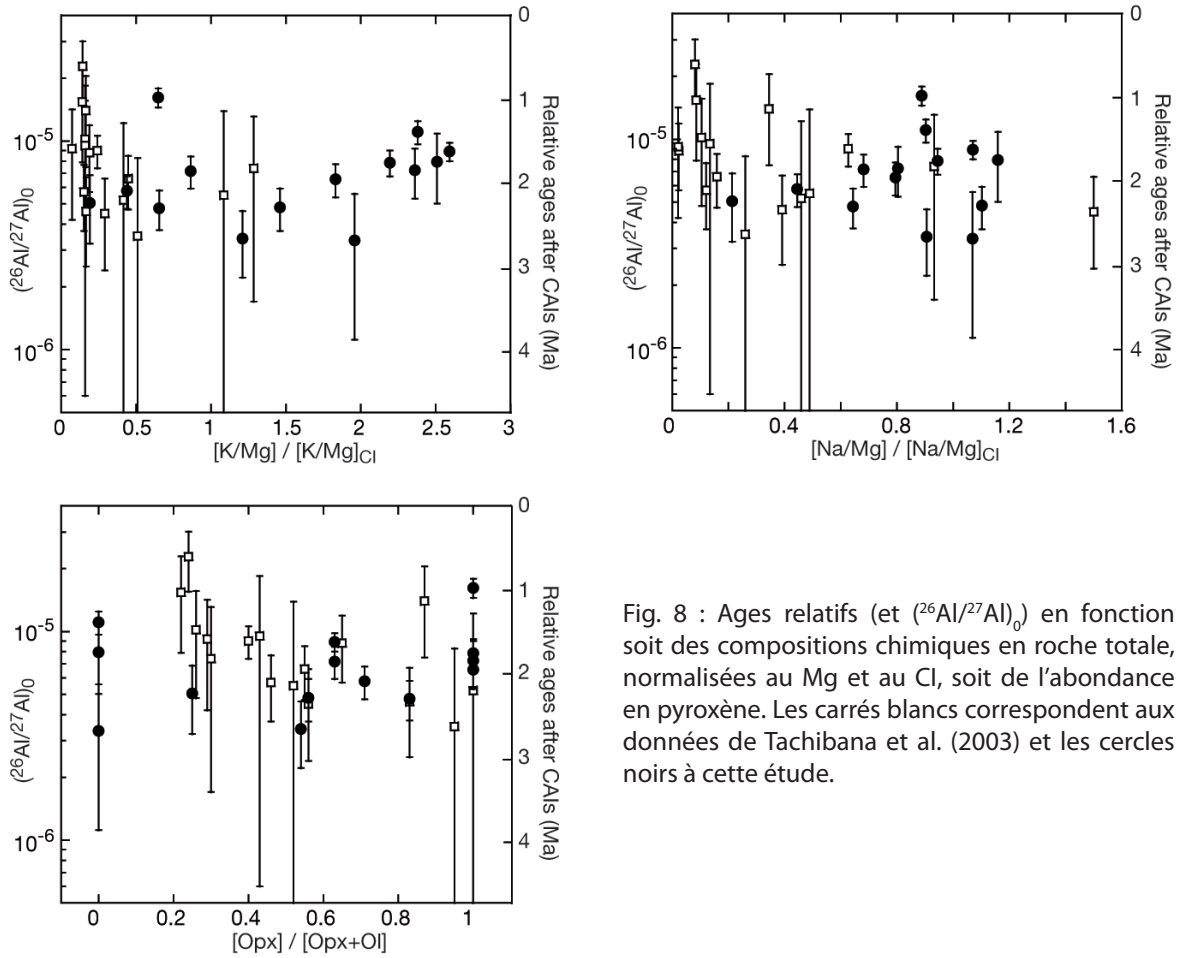 0
1
2
3
4
10⁻⁵
10⁻⁶
(²⁶Al/²⁷Al)₀
Relative ages after CAIs (Ma)
0 0.5 1 1.5 2 2.5 3
[K/Mg] / [K/Mg]CI
0
1
2
3
4
10⁻⁵
10⁻⁶
(²⁶Al/²⁷Al)₀
Relative ages after CAIs (Ma)
0 0.4 0.8 1.2 1.6
[Na/Mg] / [Na/Mg]CI
0
1
2
3
4
10⁻⁵
10⁻⁶
(²⁶Al/²⁷Al)₀
Relative ages after CAIs (Ma)
0 0.2 0.4 0.6 0.8 1
[Opx] / [Opx+Ol]
Fig. 8 : Ages relatifs (et (²⁶Al/²⁷Al)₀) en fonction
soit des compositions chimiques en roche totale,
normalisées au Mg et au CI, soit de l'abondance
en pyroxène. Les carrés blancs correspondent aux
données de Tachibana et al. (2003) et les cercles
noirs à cette étude.